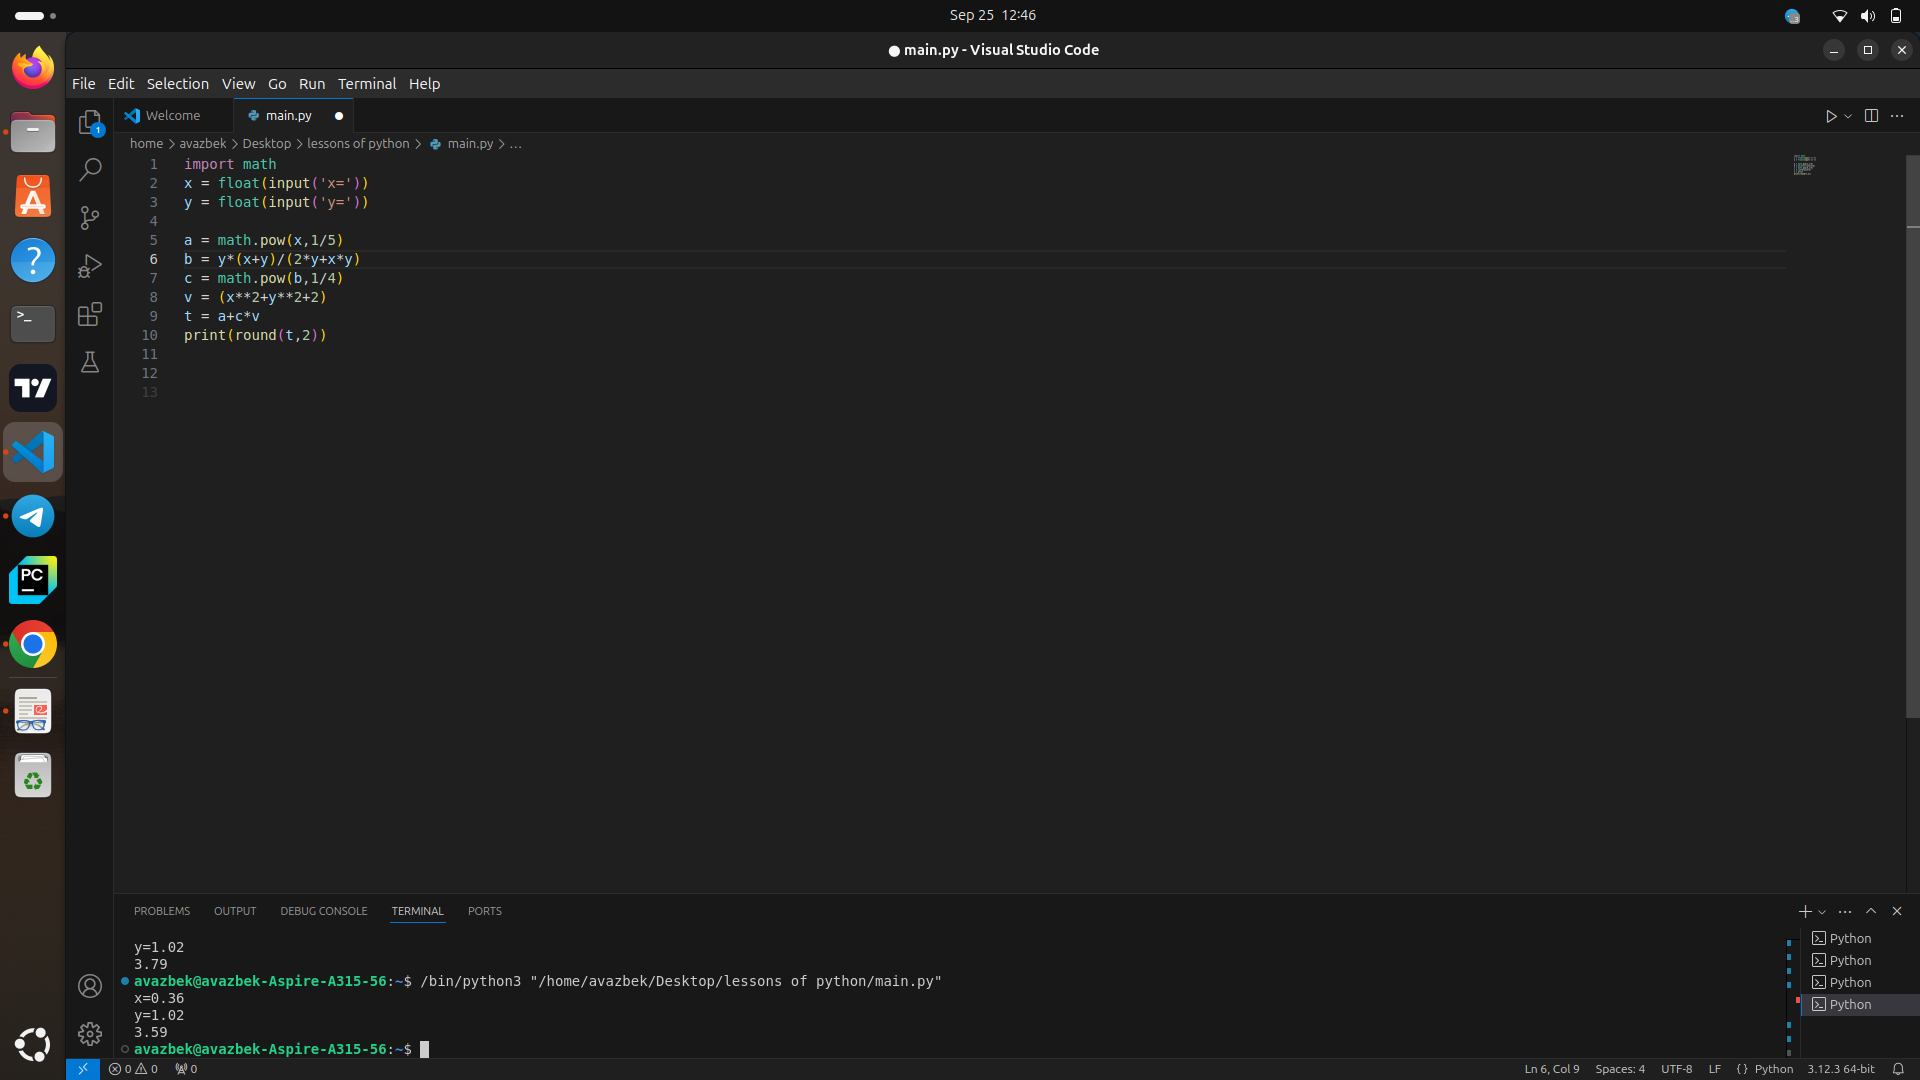 Sep 25 12:46
main.py - Visual Studio Code
File Edit Selection View Go Run Terminal Help
Welcome main.py
home > avazbek > Desktop > lessons of python > main.py > ...
1 import math
2 x = float(input('x='))
3 y = float(input('y='))
4
5 a = math.pow(x,1/5)
6 b = y*(x+y)/(2*y+x*y)
7 c = math.pow(b,1/4)
8 v = (x**2+y**2+2)
9 t = a+c*v
10 print(round(t,2))
11
12
13
PROBLEMS OUTPUT DEBUG CONSOLE TERMINAL PORTS
y=1.02
3.79
avazbek@avazbek-Aspire-A315-56:~$ /bin/python3 "/home/avazbek/Desktop/lessons of python/main.py"
x=0.36
y=1.02
3.59
avazbek@avazbek-Aspire-A315-56:~$
Python
Python
Python
Python
0 0 0 Ln 6, Col 9 Spaces: 4 UTF-8 LF {} Python 3.12.3 64-bit
1
PC